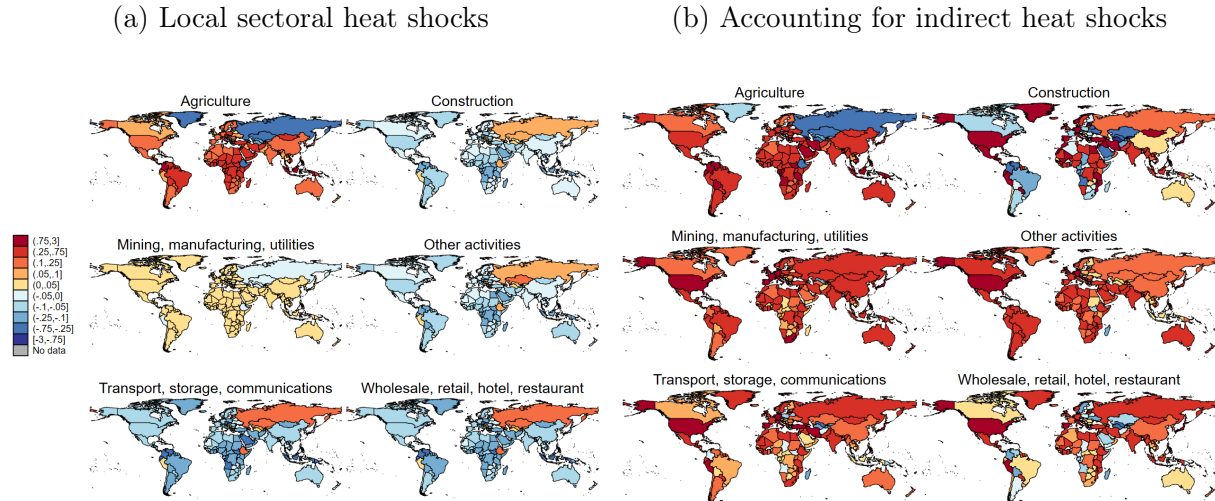 (a) Local sectoral heat shocks
(b) Accounting for indirect heat shocks
Agriculture
Construction
Agriculture
Construction
(.75,3]
(.25,.75]
(.1,.25]
(.05,.1]
(0,.05]
(-.05,0]
(-.1,-.05]
(-.25,-.1]
(-.75,-.25]
[-3,-.75]
No data
Mining, manufacturing, utilities
Other activities
Mining, manufacturing, utilities
Other activities
Transport, storage, communications
Wholesale, retail, hotel, restaurant
Transport, storage, communications
Wholesale, retail, hotel, restaurant